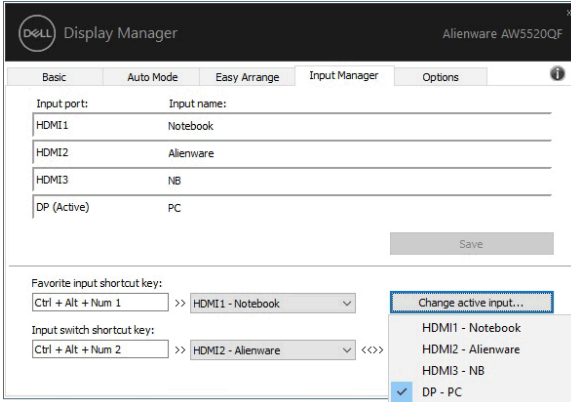 DELL Display Manager Alienware AW5520QF x
Basic Auto Mode Easy Arrange Input Manager Options i
Input port: Input name:
HDMI1 Notebook
HDMI2 Alienware
HDMI3 NB
DP (Active) PC
Save
Favorite input shortcut key:
Ctrl + Alt + Num 1 >> HDMI1 - Notebook Change active input...
Input switch shortcut key:
Ctrl + Alt + Num 2 >> HDMI2 - Alienware <<>>
HDMI1 - Notebook
HDMI2 - Alienware
HDMI3 - NB
DP - PC